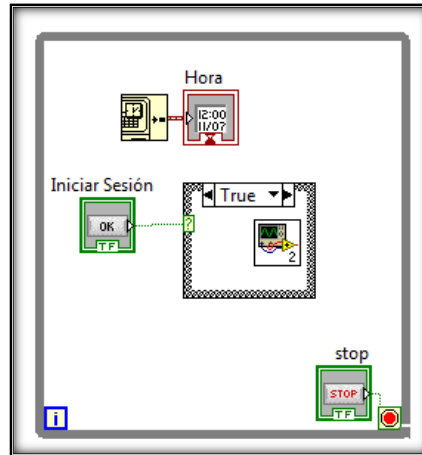 Hora
12:00
11/07
Iniciar Sesión
OK
TF
True
?
2
stop
STOP
TF
i